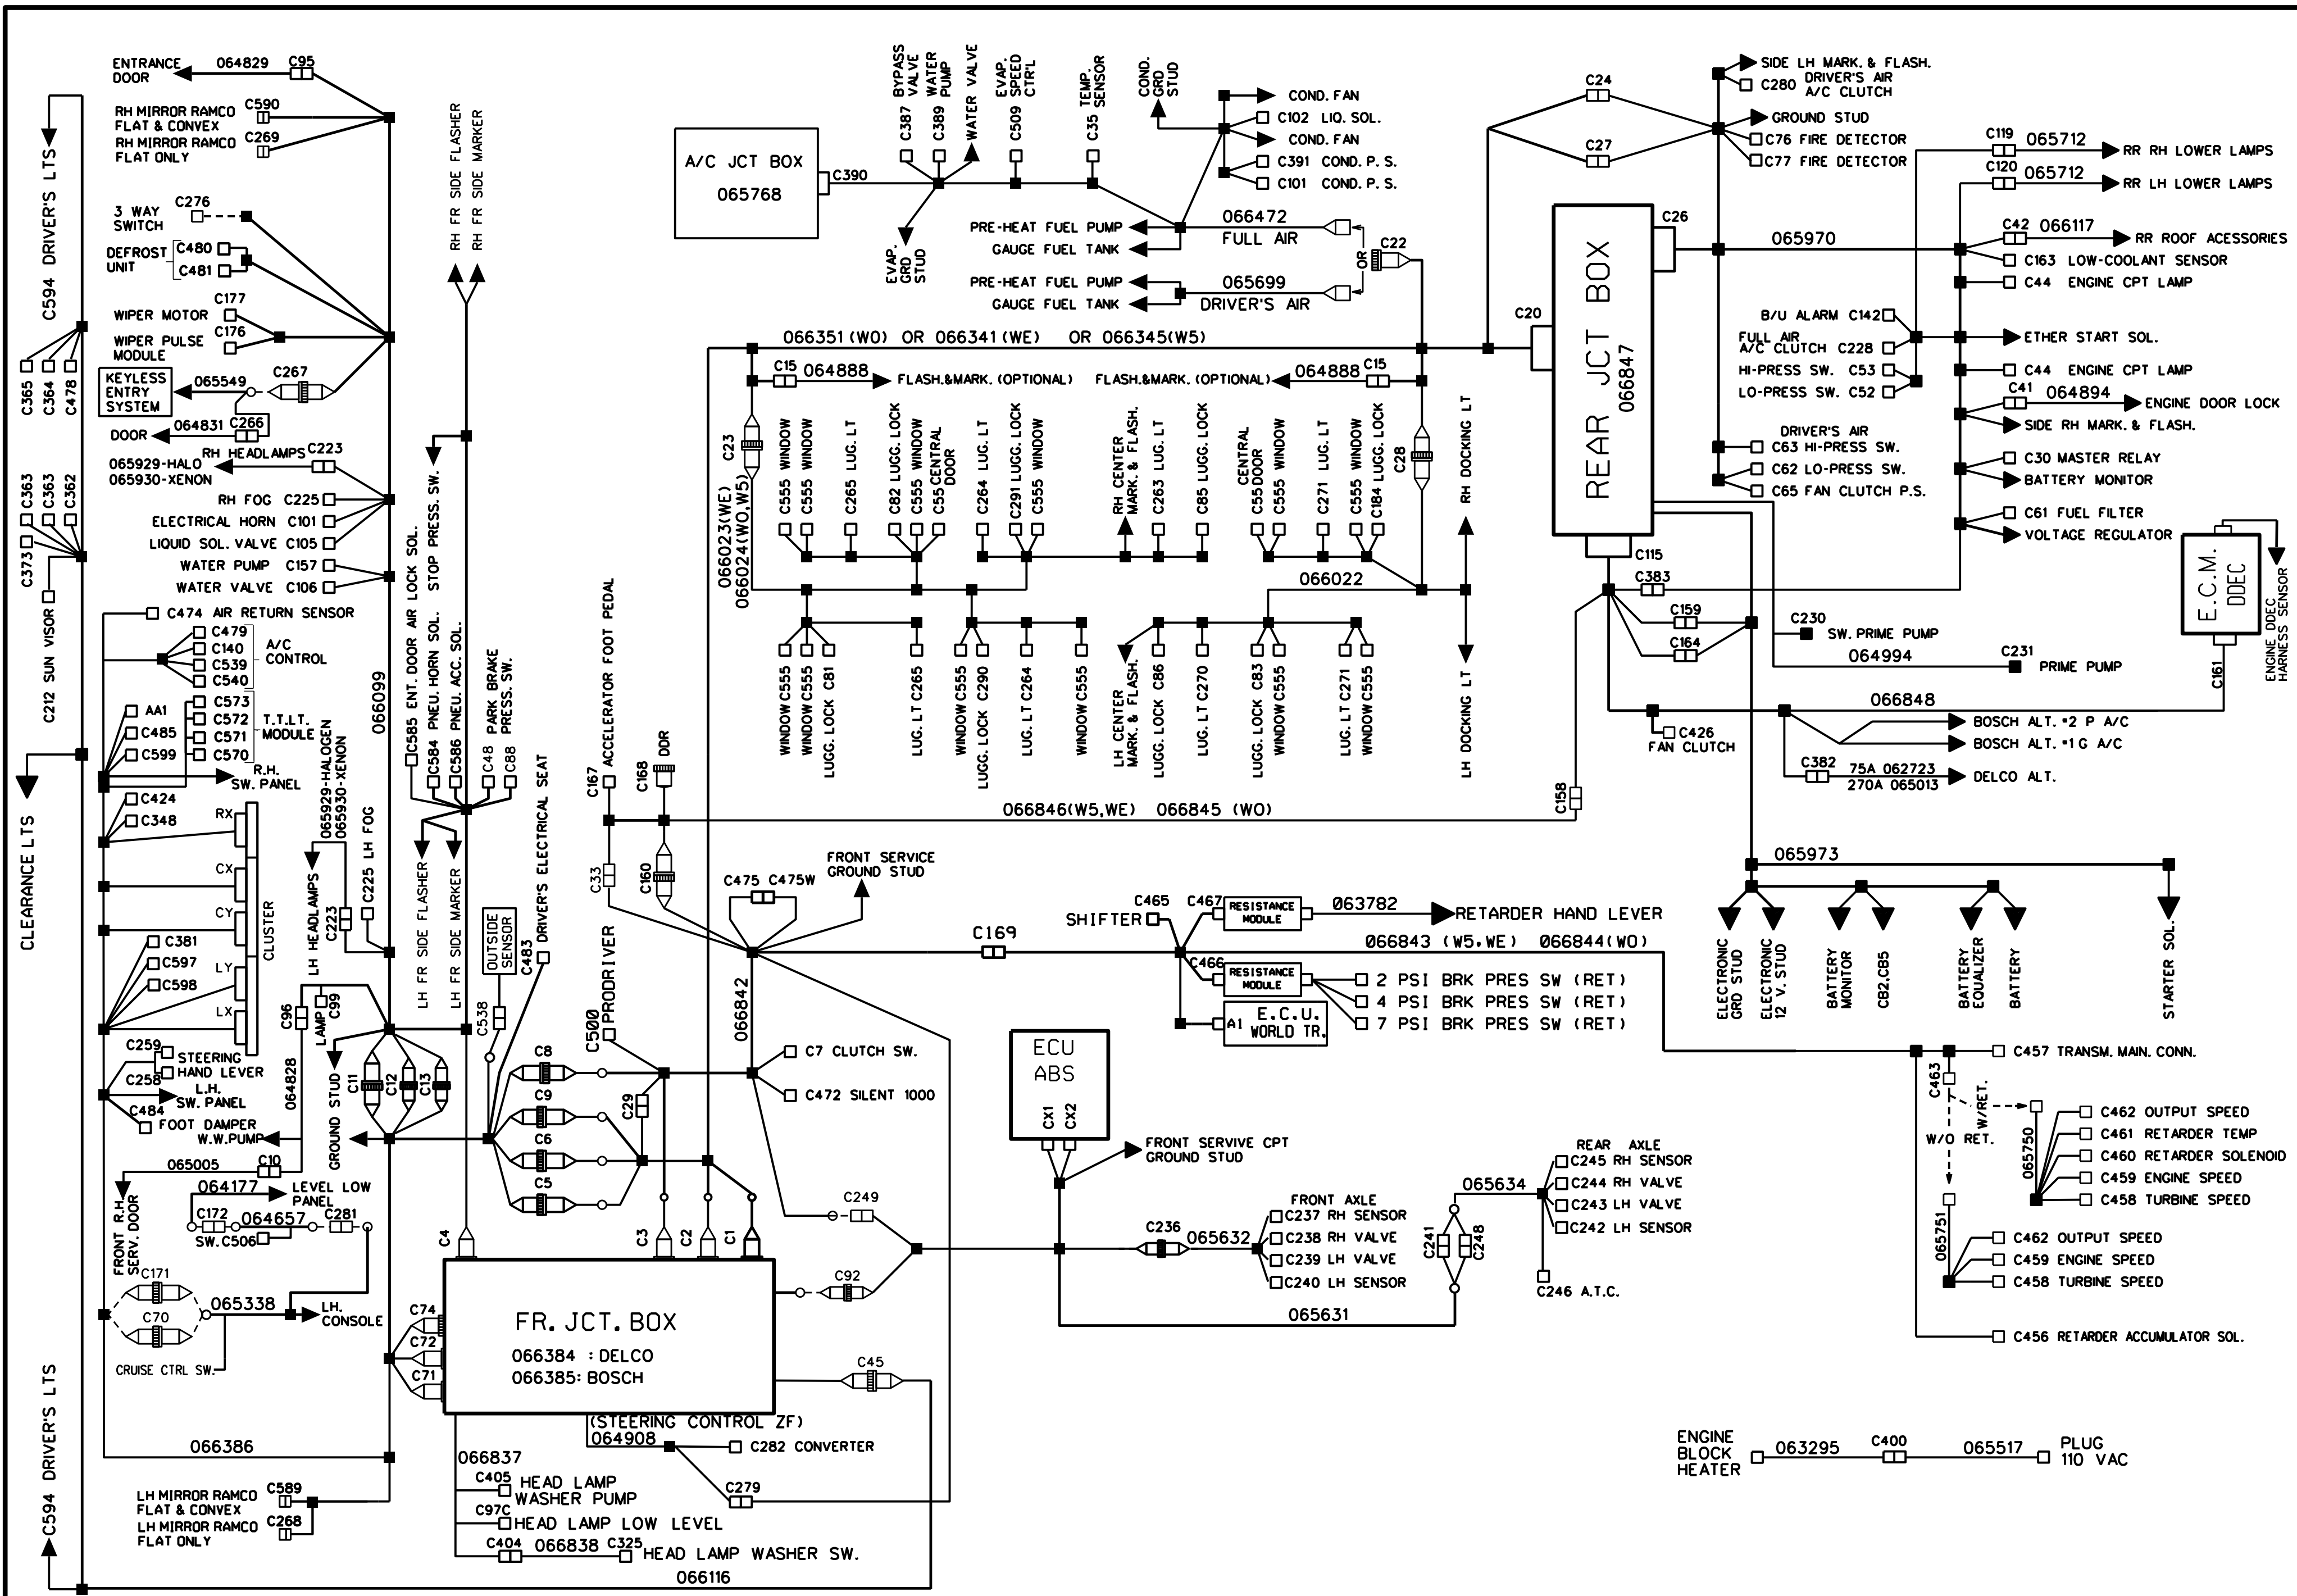 ENTRANCE
DOOR
064829
C95
RH MIRROR RAMCO
FLAT & CONVEX
C590
RH MIRROR RAMCO
FLAT ONLY
C269
3 WAY
SWITCH
C276
DEFROST
UNIT
C480
C481
WIPER MOTOR
C177
WIPER PULSE
MODULE
C176
KEYLESS
ENTRY
SYSTEM
065549
C267
DOOR
064831
C266
RH HEADLAMPS
C223
065929-HALO
065930-XENON
RH FOG C225
ELECTRICAL HORN C101
LIQUID SOL. VALVE C105
WATER PUMP C157
WATER VALVE C106
C594 DRIVER'S LTS
C365
C364
C478
C363
C363
C362
C373
C212 SUN VISOR
CLEARANCE LTS
C594 DRIVER'S LTS
C474 AIR RETURN SENSOR
C479
C140
C539
C540
A/C
CONTROL
C573
C572
C571
C570
T.T.LT.
MODULE
AA1
C485
C599
R.H.
SW. PANEL
C424
C348
RX
CX
CY
LY
LX
CLUSTER
C381
C597
C598
C259
C258
STEERING
HAND LEVER
L.H.
SW. PANEL
C484
FOOT DAMPER
W.W.PUMP
065005
C10
064177
LEVEL LOW
PANEL
C172
064657
C281
SW. C506
FRONT R.H.
SERV. DOOR
C171
C70
065338
LH.
CONSOLE
CRUISE CTRL SW.
066386
LH MIRROR RAMCO
FLAT & CONVEX
C589
LH MIRROR RAMCO
FLAT ONLY
C268
066099
065929-HALOGEN
065930-XENON
LH HEADLAMPS
C223
C225 LH FOG
C96
LAMP C99
064828
GROUND STUD
C11
C12
C13
RH FR SIDE FLASHER
RH FR SIDE MARKER
STOP PRESS. SW.
C585 ENT. DOOR AIR LOCK SOL.
C584 PNEU. HORN SOL.
C586 PNEU. ACC. SOL.
C48 PARK BRAKE
PRESS. SW.
C88
LH FR SIDE FLASHER
LH FR SIDE MARKER
OUTSIDE
SENSOR
C538
C483 DRIVER'S ELECTRICAL SEAT
C500 PRODRIVER
C8
C9
C6
C5
C29
C4
C3
C2
C1
C74
C72
C71
FR. JCT. BOX
066384 : DELCO
066385: BOSCH
(STEERING CONTROL ZF)
064908
C282 CONVERTER
C279
066837
C405
HEAD LAMP
WASHER PUMP
C97C
HEAD LAMP LOW LEVEL
C404
066838
C325
HEAD LAMP WASHER SW.
066116
C249
C92
C45
A/C JCT BOX
065768
C390
C387 BYPASS
VALVE
C389 WATER
PUMP
WATER VALVE
C509 EVAP.
SPEED
CTR'L
C35 TEMP.
SENSOR
COND.
GRD
STUD
EVAP.
GRD
STUD
COND. FAN
C102 LIQ. SOL.
COND. FAN
C391 COND. P. S.
C101 COND. P. S.
PRE-HEAT FUEL PUMP
GAUGE FUEL TANK
066472
FULL AIR
PRE-HEAT FUEL PUMP
GAUGE FUEL TANK
065699
DRIVER'S AIR
OR
C22
066351 (WO) OR 066341 (WE) OR 066345(W5)
C15
064888
FLASH.&MARK. (OPTIONAL)
FLASH.&MARK. (OPTIONAL)
064888
C15
C23
066023(WE)
066024(WO,W5)
C555 WINDOW
C555 WINDOW
C265 LUG. LT
C82 LUGG. LOCK
C555 WINDOW
C55 CENTRAL
DOOR
C264 LUG. LT
C291 LUGG. LOCK
C555 WINDOW
RH CENTER
MARK. & FLASH.
C263 LUG. LT
C85 LUGG. LOCK
CENTRAL
C55 DOOR
C555 WINDOW
C271 LUG. LT
C555 WINDOW
C184 LUGG. LOCK
C28
RH DOCKING LT
066022
WINDOW C555
WINDOW C555
LUGG. LOCK C81
LUG. LT C265
WINDOW C555
LUGG. LOCK C290
LUG. LT C264
WINDOW C555
LH CENTER
MARK. & FLASH.
LUGG. LOCK C86
LUG. LT C270
LUGG. LOCK C83
WINDOW C555
LUG. LT C271
WINDOW C555
LH DOCKING LT
C167 ACCELERATOR FOOT PEDAL
C168 DDR
066846(W5,WE) 066845 (WO)
C158
C33
C160
C475
C475W
FRONT SERVICE
GROUND STUD
066842
C169
C7 CLUTCH SW.
C472 SILENT 1000
SHIFTER
C465
C467
RESISTANCE
MODULE
063782
RETARDER HAND LEVER
066843 (W5,WE) 066844(WO)
C466
RESISTANCE
MODULE
2 PSI BRK PRES SW (RET)
4 PSI BRK PRES SW (RET)
7 PSI BRK PRES SW (RET)
A1
E.C.U.
WORLD TR.
ECU
ABS
CX1
CX2
FRONT SERVIVE CPT
GROUND STUD
C236
065632
FRONT AXLE
C237 RH SENSOR
C238 RH VALVE
C239 LH VALVE
C240 LH SENSOR
065631
C241
C248
065634
REAR AXLE
C245 RH SENSOR
C244 RH VALVE
C243 LH VALVE
C242 LH SENSOR
C246 A.T.C.
C24
C27
SIDE LH MARK. & FLASH.
C280 DRIVER'S AIR
A/C CLUTCH
GROUND STUD
C76 FIRE DETECTOR
C77 FIRE DETECTOR
REAR JCT BOX
066847
C20
C26
C115
065970
C119
065712
RR RH LOWER LAMPS
C120
065712
RR LH LOWER LAMPS
C42
066117
RR ROOF ACESSORIES
C163 LOW-COOLANT SENSOR
C44 ENGINE CPT LAMP
B/U ALARM C142
FULL AIR
A/C CLUTCH C228
HI-PRESS SW. C53
LO-PRESS SW. C52
ETHER START SOL.
C44 ENGINE CPT LAMP
C41
064894
ENGINE DOOR LOCK
SIDE RH MARK. & FLASH.
DRIVER'S AIR
C63 HI-PRESS SW.
C62 LO-PRESS SW.
C65 FAN CLUTCH P.S.
C30 MASTER RELAY
BATTERY MONITOR
C61 FUEL FILTER
VOLTAGE REGULATOR
E.C.M.
DDEC
ENGINE DDEC
HARNESS SENSOR
C161
C383
C159
C164
C230
SW. PRIME PUMP
064994
C231
PRIME PUMP
066848
C426
FAN CLUTCH
BOSCH ALT. #2 P A/C
BOSCH ALT. #1 G A/C
C382
75A 062723
270A 065013
DELCO ALT.
065973
ELECTRONIC
GRD STUD
ELECTRONIC
12 V. STUD
BATTERY
MONITOR
CB2,CB5
BATTERY
EQUALIZER
BATTERY
STARTER SOL.
C457 TRANSM. MAIN. CONN.
C463
W/RET.
W/O RET.
065750
C462 OUTPUT SPEED
C461 RETARDER TEMP
C460 RETARDER SOLENOID
C459 ENGINE SPEED
C458 TURBINE SPEED
065751
C462 OUTPUT SPEED
C459 ENGINE SPEED
C458 TURBINE SPEED
C456 RETARDER ACCUMULATOR SOL.
ENGINE
BLOCK
HEATER
063295
C400
065517
PLUG
110 VAC